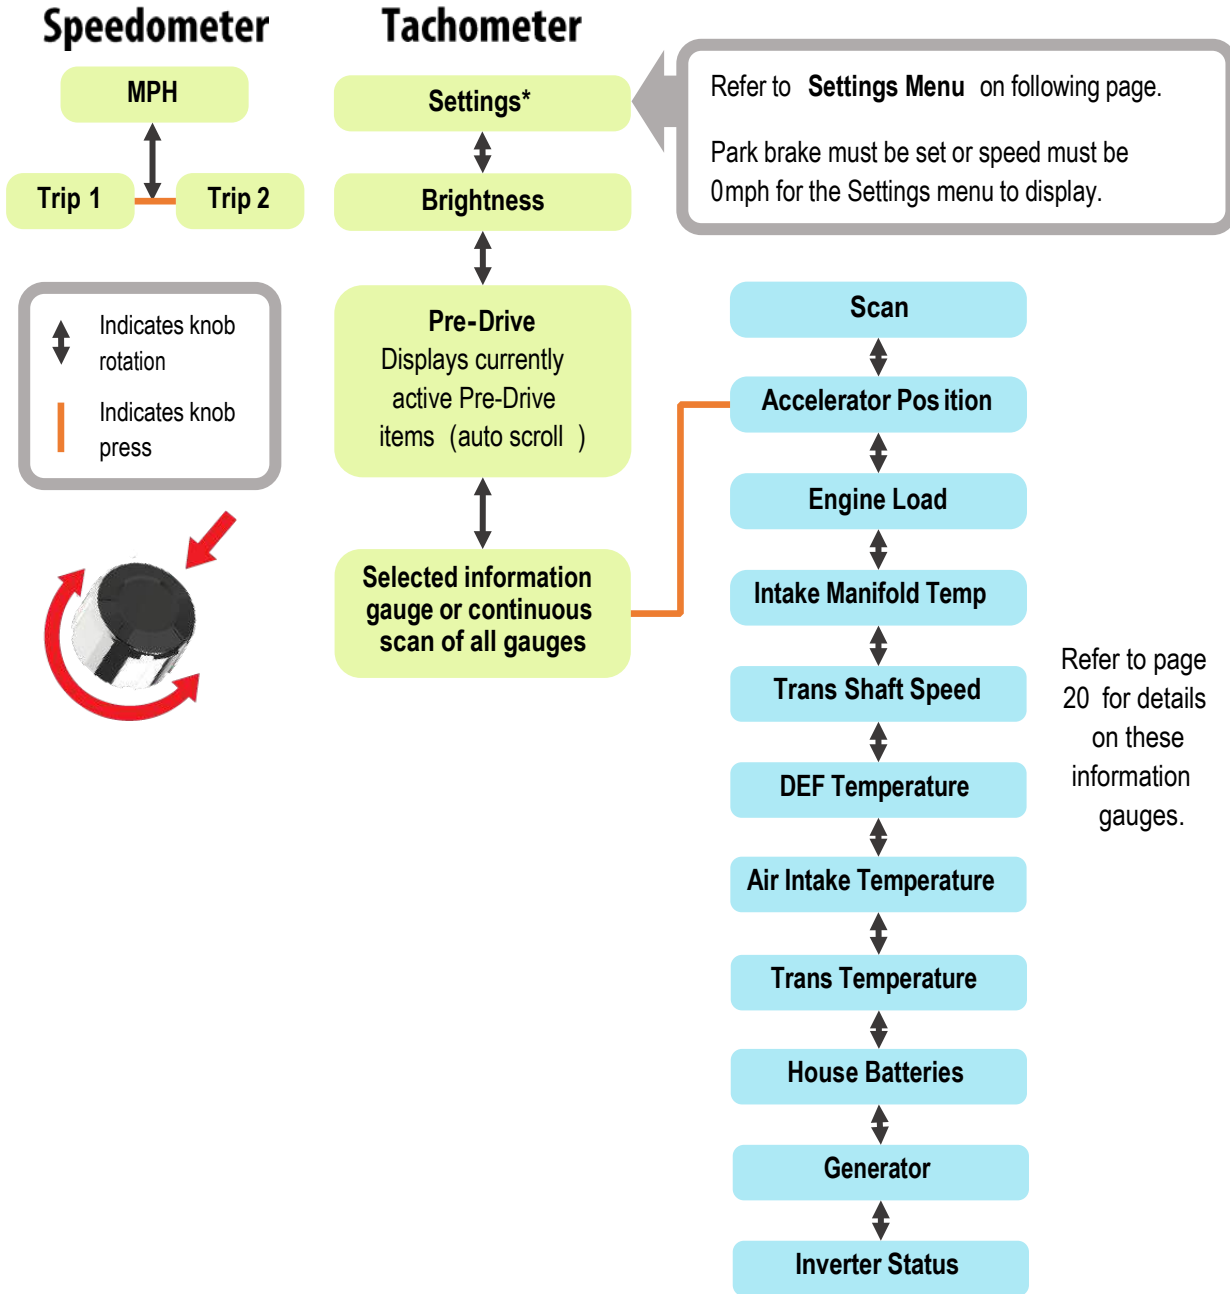 Speedometer
MPH
Trip 1
Trip 2
Indicates knob
rotation
Indicates knob
press
Tachometer
Settings*
Brightness
Pre-Drive
Displays currently
active Pre-Drive
items (auto scroll )
Selected information
gauge or continuous
scan of all gauges
Refer to Settings Menu on following page.
Park brake must be set or speed must be
0mph for the Settings menu to display.
Scan
Accelerator Pos ition
Engine Load
Intake Manifold Temp
Trans Shaft Speed
DEF Temperature
Air Intake Temperature
Trans Temperature
House Batteries
Generator
Inverter Status
Refer to page
20 for details
on these
information
gauges.